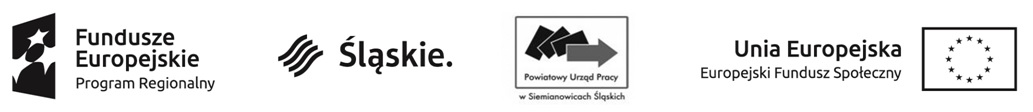 Fundusze
Europejskie
Program Regionalny
Śląskie.
Powiatowy Urząd Pracy
w Siemianowicach Śląskich
Unia Europejska
Europejski Fundusz Społeczny